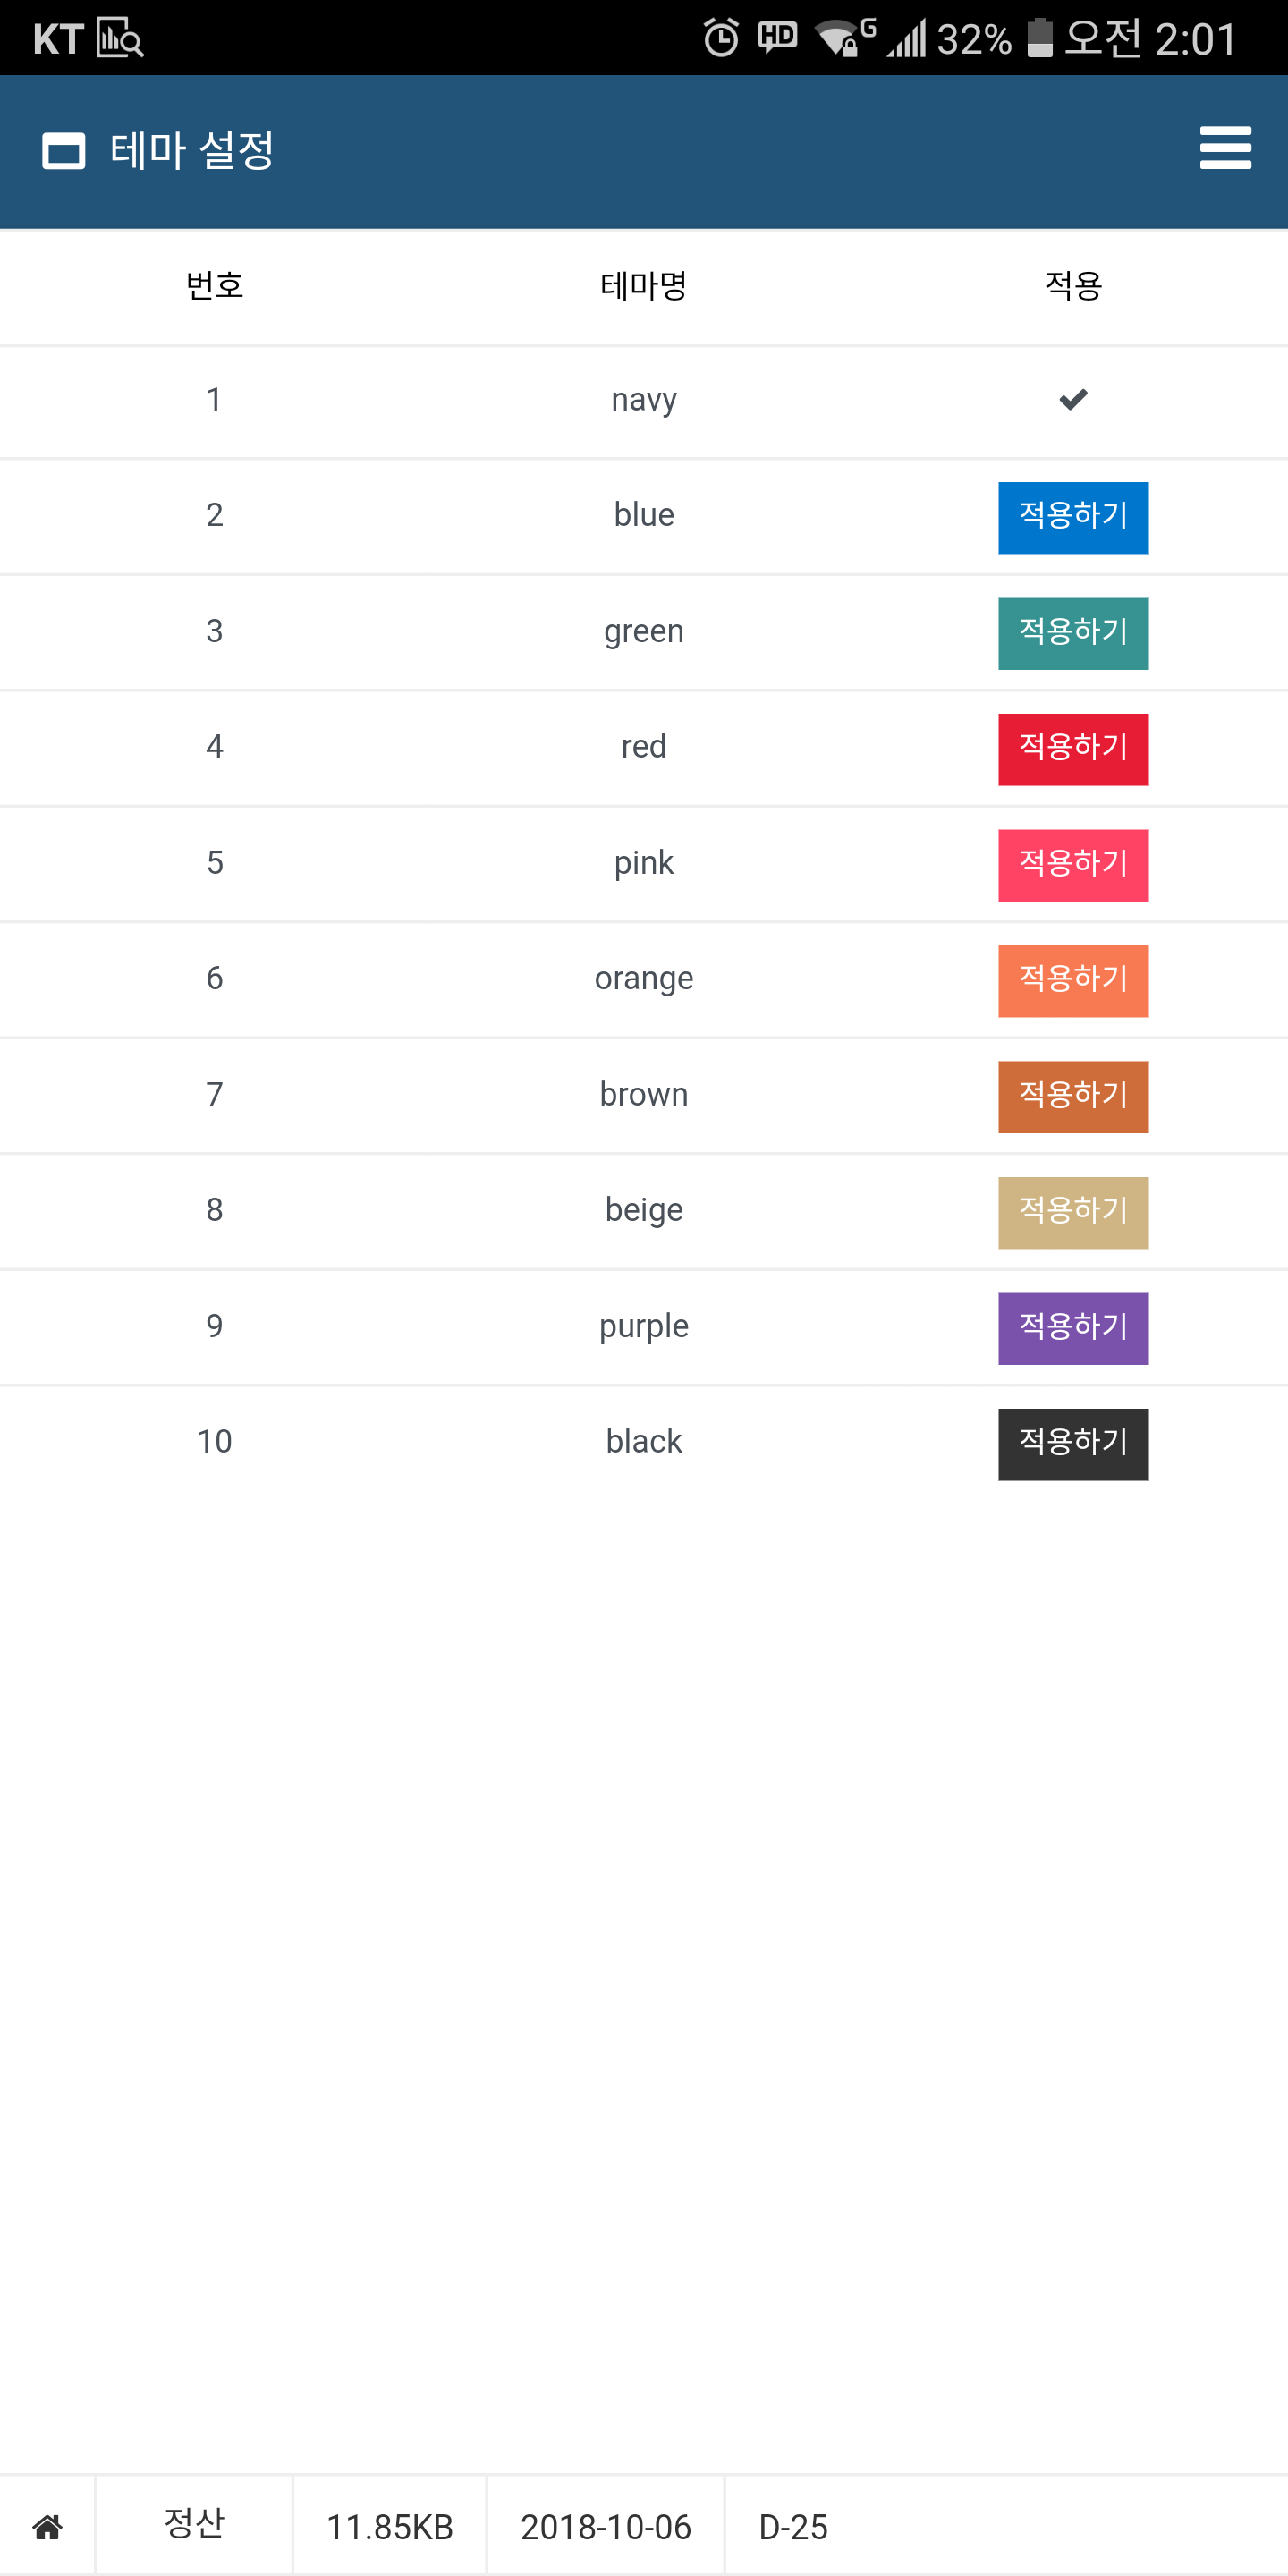 KT HD G 32% 오전 2:01
테마 설정
번호 테마명 적용
1 navy
2 blue 적용하기
3 green 적용하기
4 red 적용하기
5 pink 적용하기
6 orange 적용하기
7 brown 적용하기
8 beige 적용하기
9 purple 적용하기
10 black 적용하기
정산 11.85KB 2018-10-06 D-25